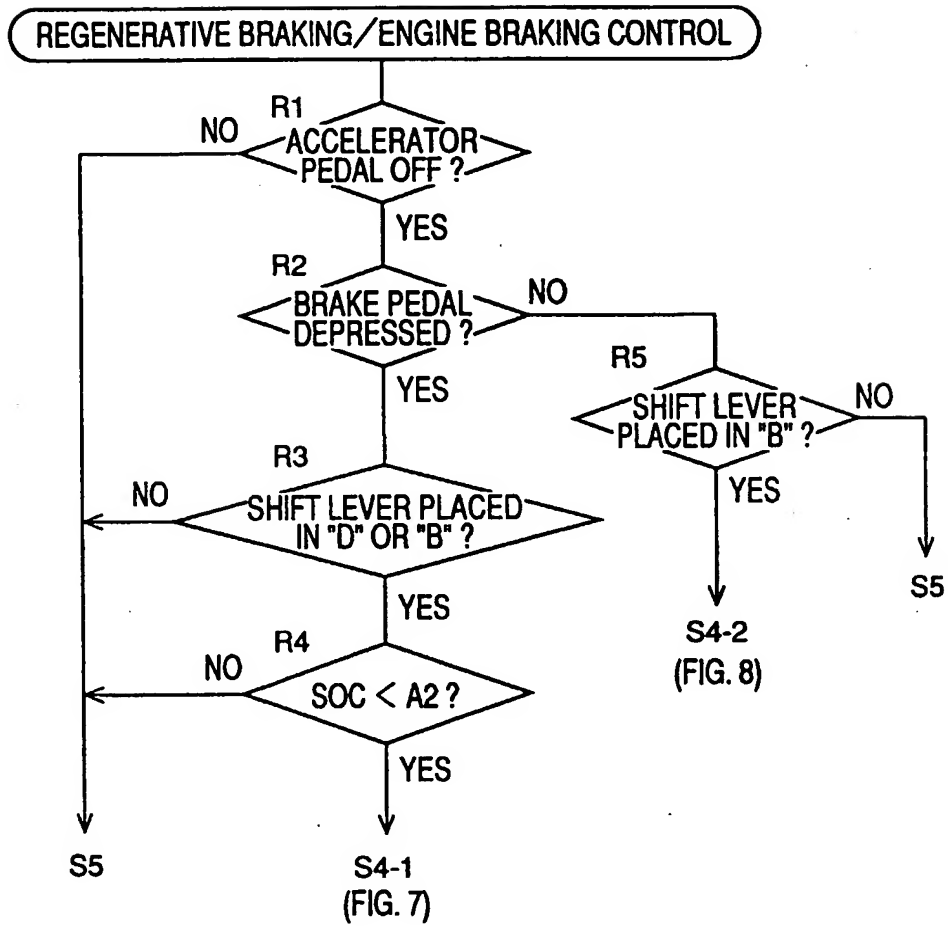 REGENERATIVE BRAKING/ENGINE BRAKING CONTROL
R1
NO
ACCELERATOR
PEDAL OFF ?
YES
R2
BRAKE PEDAL
DEPRESSED ?
NO
YES
R5
SHIFT LEVER
PLACED IN "B" ?
NO
YES
S5
S4-2
(FIG. 8)
R3
NO
SHIFT LEVER PLACED
IN "D" OR "B" ?
YES
R4
NO
SOC < A2 ?
YES
S5
S4-1
(FIG. 7)